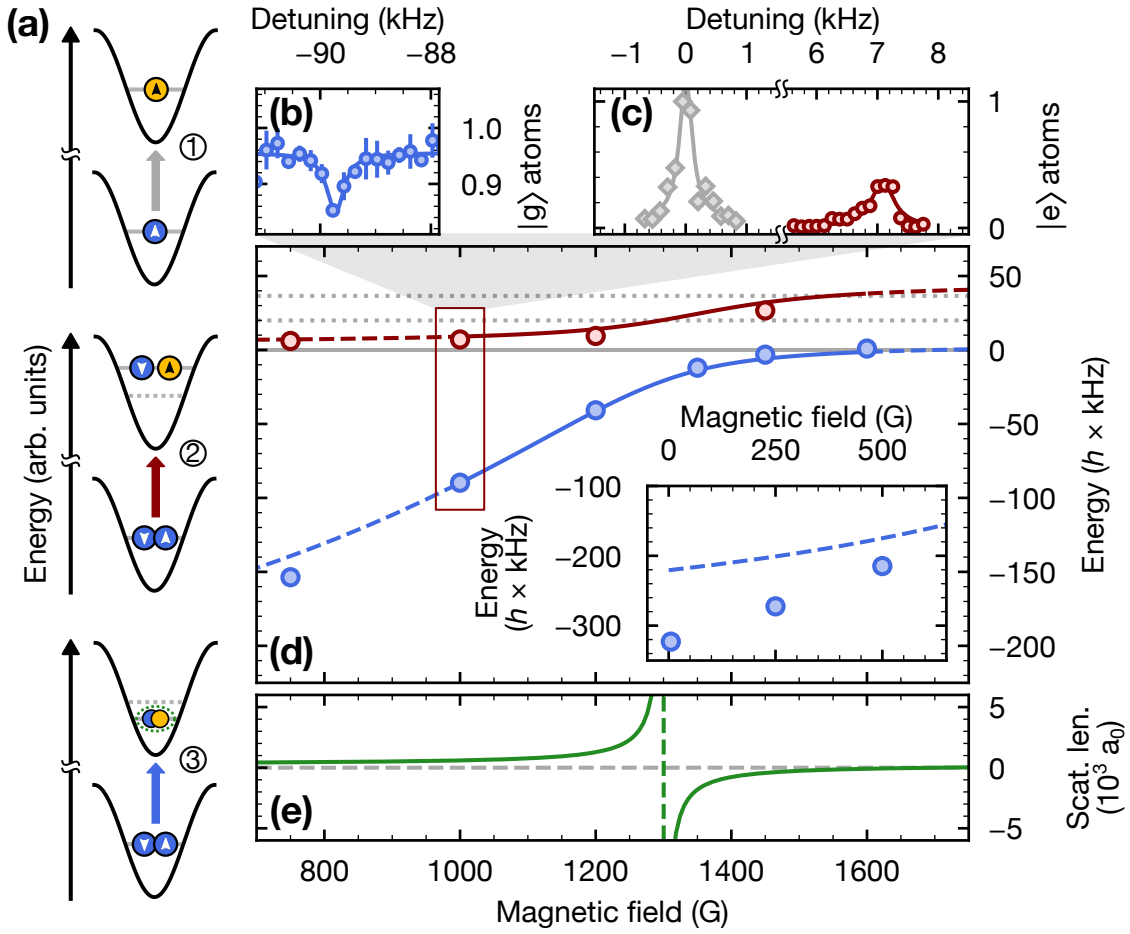 (a)
Energy (arb. units)
①
②
③
Detuning (kHz)
−90 −88
(b)
1.0
0.9
|g⟩ atoms
Detuning (kHz)
−1 0 1 6 7 8
(c)
1
0
|e⟩ atoms
(d)
50
0
−50
−100
−150
−200
Energy (h × kHz)
Magnetic field (G)
0 250 500
−100
−200
−300
Energy
(h × kHz)
(e)
5
0
−5
Scat. len.
(10³ a₀)
800 1000 1200 1400 1600
Magnetic field (G)